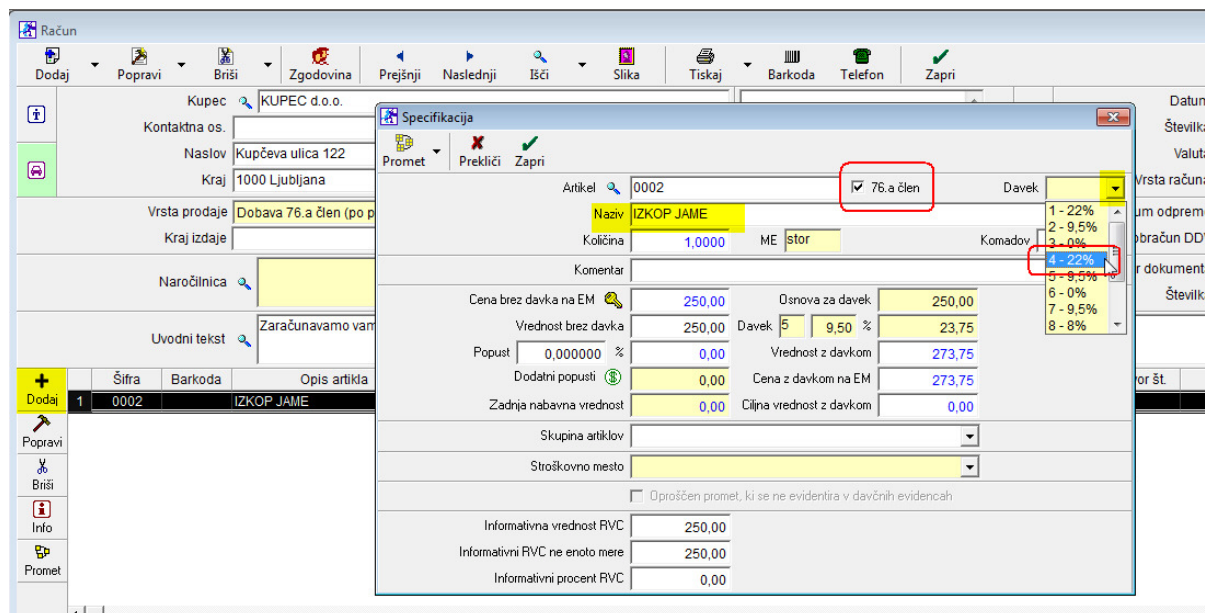 Račun
Dodaj Popravi Briši Zgodovina Prejšnji Naslednji Išči Slika Tiskaj Barkoda Telefon Zapri
Kupec KUPEC d.o.o.
Kontaktna os.
Naslov Kupčeva ulica 122
Kraj 1000 Ljubljana
Vrsta prodaje Dobava 76.a člen (po p
Kraj izdaje
Naročilnica
Uvodni tekst Zaračunavamo vam
Datum
Številka
Valuta
Vrsta računa
um odpreme
obračun DDV
r dokumenta
Številk
Specifikacija
Promet Prekliči Zapri
Artikel 0002 76.a člen Davek
Naziv IZKOP JAME
Količina 1,0000 ME stor Komadov
Komentar
1 - 22%
2 - 9,5%
3 - 0%
4 - 22%
5 - 9,5%
6 - 0%
7 - 9,5%
8 - 8%
Cena brez davka na EM 250,00 Osnova za davek 250,00
Vrednost brez davka 250,00 Davek 5 9,50 % 23,75
Popust 0,000000 % 0,00 Vrednost z davkom 273,75
Dodatni popusti 0,00 Cena z davkom na EM 273,75
Zadnja nabavna vrednost 0,00 Ciljna vrednost z davkom 0,00
Skupina artiklov
Stroškovno mesto
Oproščen promet, ki se ne evidentira v davčnih evidencah
Informativna vrednost RVC 250,00
Informativni RVC ne enoto mere 250,00
Informativni procent RVC 0,00
Šifra Barkoda Opis artikla
vor št.
1 0002 IZKOP JAME
Dodaj
Popravi
Briši
Info
Promet